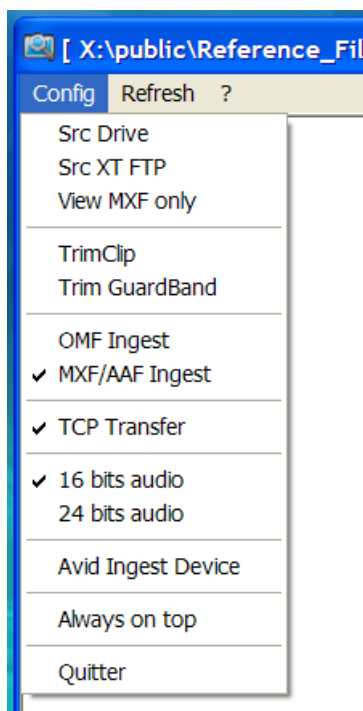 [ X:\public\Reference_Fil
Config Refresh ?
Src Drive
Src XT FTP
View MXF only
TrimClip
Trim GuardBand
OMF Ingest
MXF/AAF Ingest
TCP Transfer
16 bits audio
24 bits audio
Avid Ingest Device
Always on top
Quitter